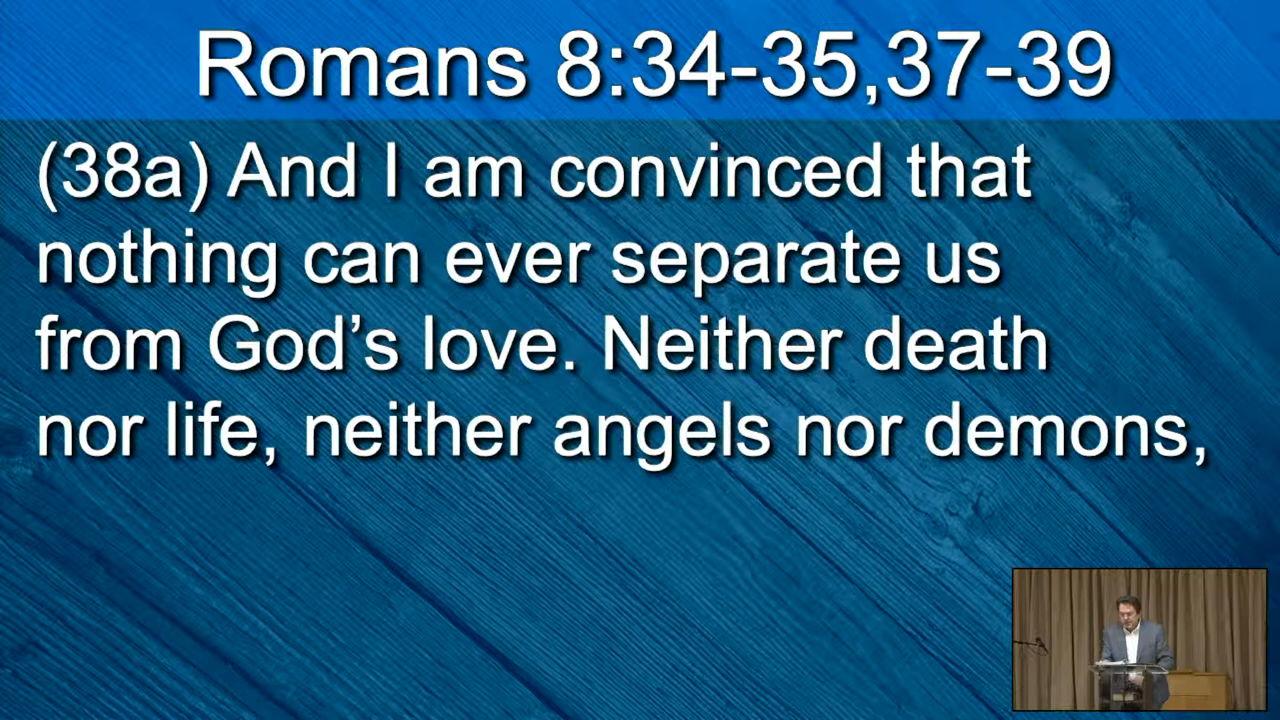 Romans 8:34-35,37-39
(38a) And I am convinced that
nothing can ever separate us
from God’s love. Neither death
nor life, neither angels nor demons,